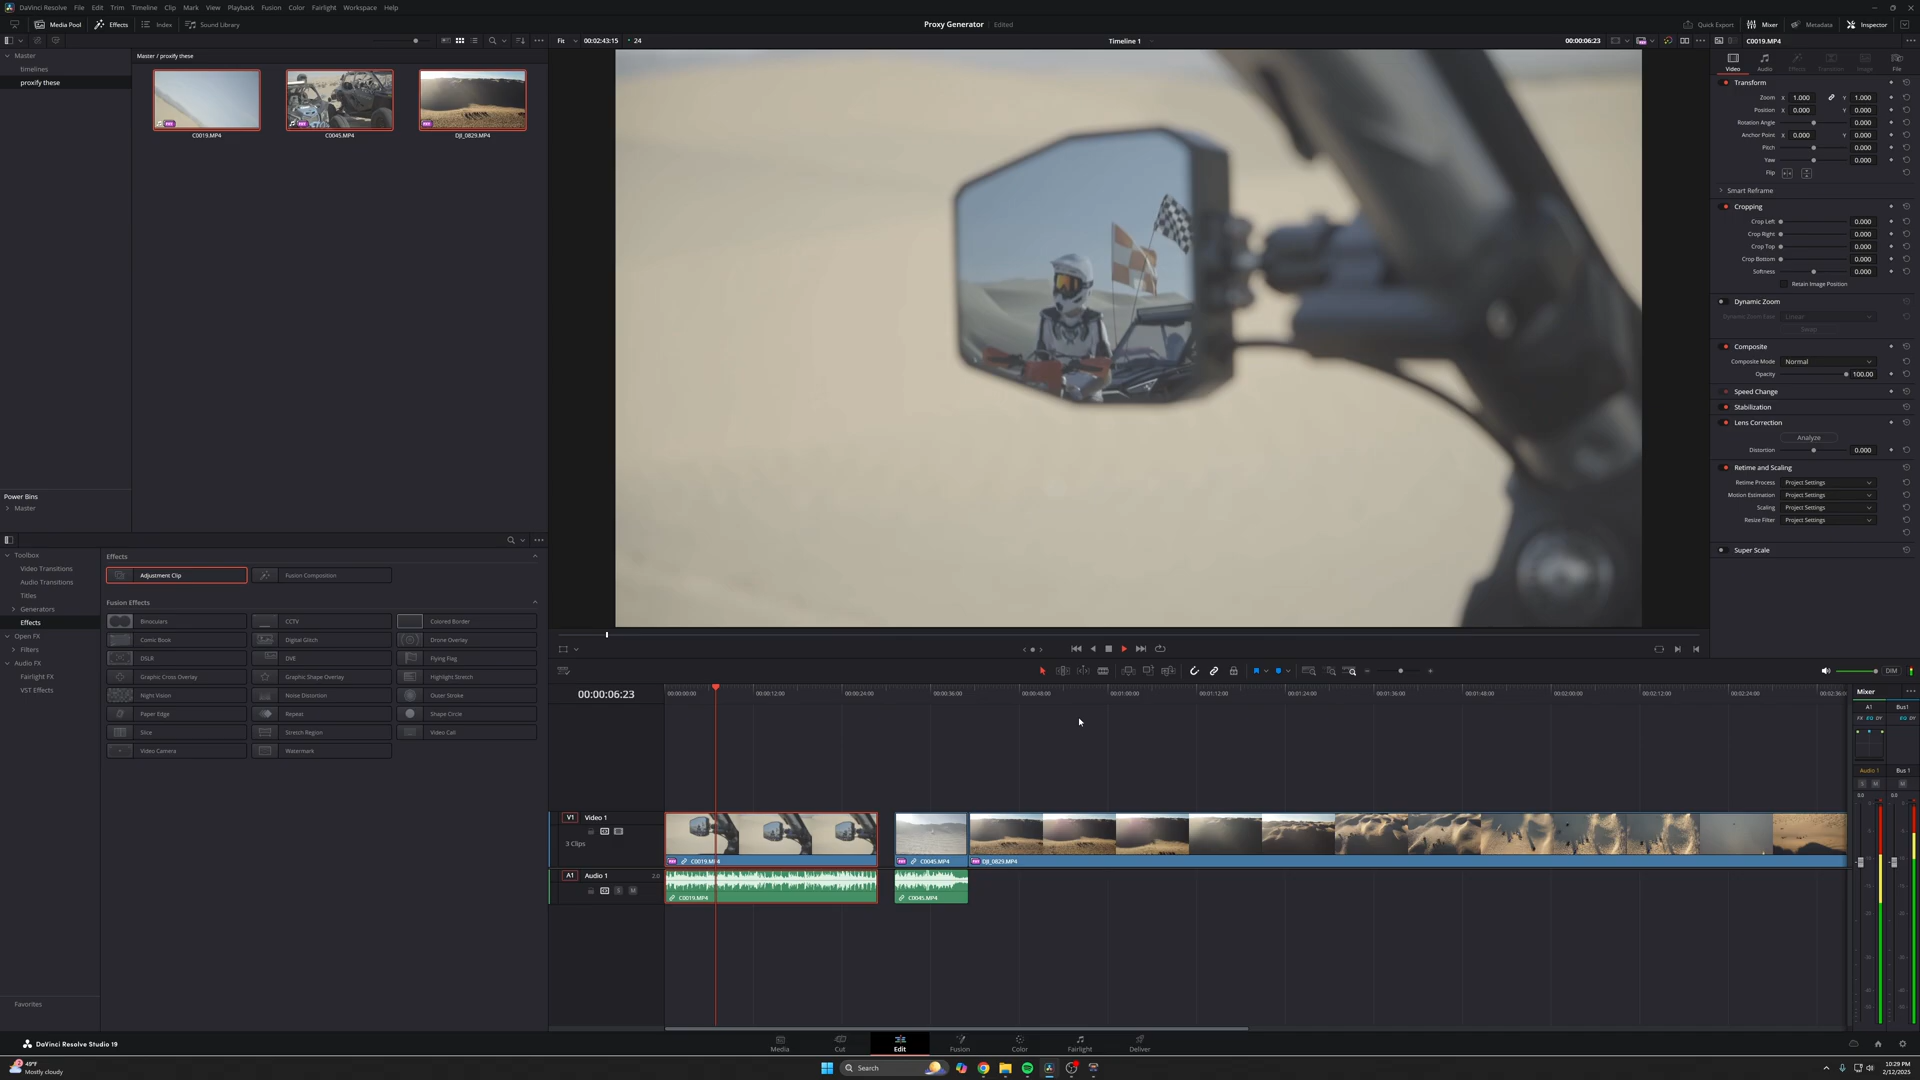 DaVinci Resolve File Edit Trim Timeline Clip Mark View Playback Fusion Color Fairlight Workspace Help
Media Pool Effects Index Sound Library Proxy Generator Edited Quick Export Mixer Metadata Inspector
Fit 00:02:43:15 24 Timeline 1 00:00:06:23 C0019.MP4
Master
timelines
proxify these
Master / proxify these
C0019.MP4 C0045.MP4 DJI_0829.MP4
Power Bins
Master
Video Audio Effects Transition Image File
Transform
Zoom X 1.000 Y 1.000
Position X 0.000 Y 0.000
Rotation Angle 0.000
Anchor Point X 0.000 Y 0.000
Pitch 0.000
Yaw 0.000
Flip
Smart Reframe
Cropping
Crop Left 0.000
Crop Right 0.000
Crop Top 0.000
Crop Bottom 0.000
Softness 0.000
Retain Image Position
Dynamic Zoom
Dynamic Zoom Ease Linear
Swap
Composite
Composite Mode Normal
Opacity 100.00
Speed Change
Stabilization
Lens Correction
Analyze
Distortion 0.000
Retime and Scaling
Retime Process Project Settings
Motion Estimation Project Settings
Scaling Project Settings
Resize Filter Project Settings
Super Scale
Toolbox
Video Transitions
Audio Transitions
Titles
Generators
Effects
Open FX
Filters
Audio FX
Fairlight FX
VST Effects
Favorites
Effects
Adjustment Clip Fusion Composition
Fusion Effects
Binoculars CCTV Colored Border
Comic Book Digital Glitch Drone Overlay
DSLR DVE Flying Flag
Graphic Cross Overlay Graphic Shape Overlay Highlight Stretch
Night Vision Noise Distortion Outer Stroke
Paper Edge Repeat Shape Circle
Slice Stretch Region Video Call
Video Camera Watermark
DIM
00:00:06:23
00:00:00:00 00:00:12:00 00:00:24:00 00:00:36:00 00:00:48:00 00:01:00:00 00:01:12:00 00:01:24:00 00:01:36:00 00:01:48:00 00:02:00:00 00:02:12:00 00:02:24:00 00:02:36:0
V1 Video 1
3 Clips
C0019.MP4 C0045.MP4 DJI_0829.MP4
A1 Audio 1 2.0
S M
C0019.MP4 C0045.MP4
Mixer
A1 Bus1
FX EQ DY EQ DY
Audio 1 Bus 1
S M M
0.0 0.0
DaVinci Resolve Studio 19
Media Cut Edit Fusion Color Fairlight Deliver
49°F
Mostly cloudy
Search
10:29 PM
2/12/2025